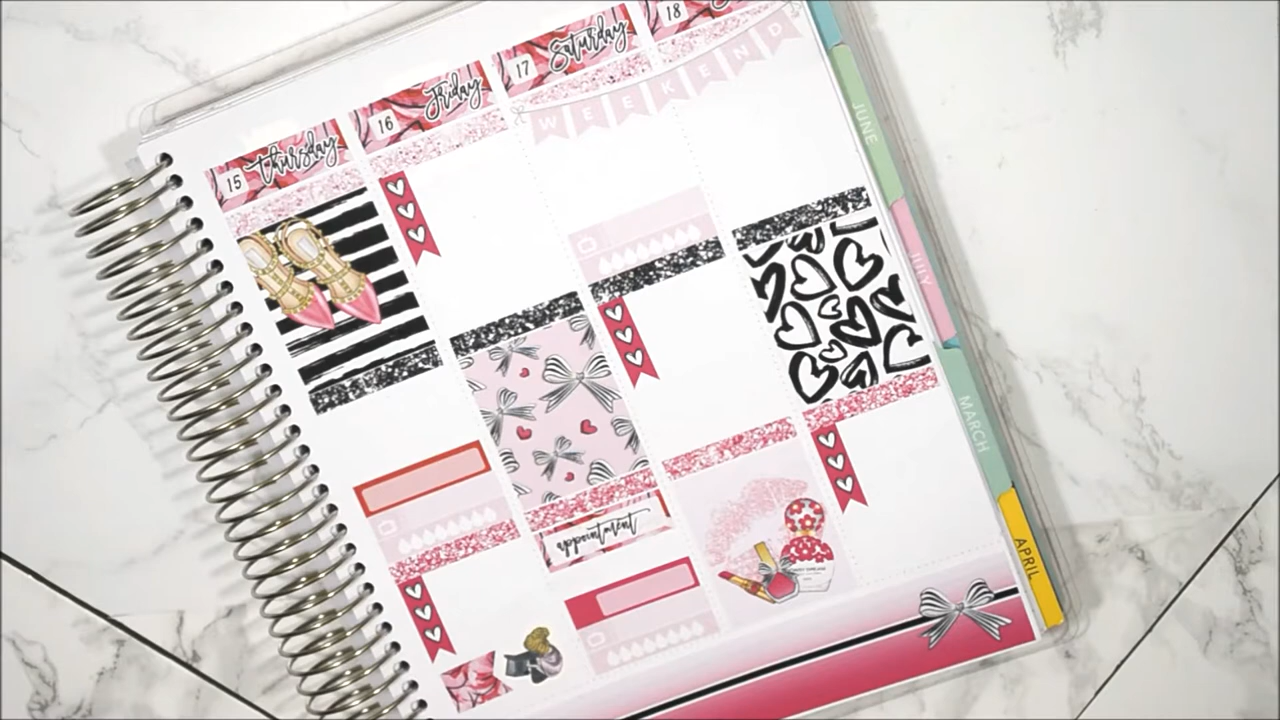 15 Thursday
16 Friday
17 Saturday
18
WEEKEND
appointment
JUNE
JULY
MARCH
APRIL